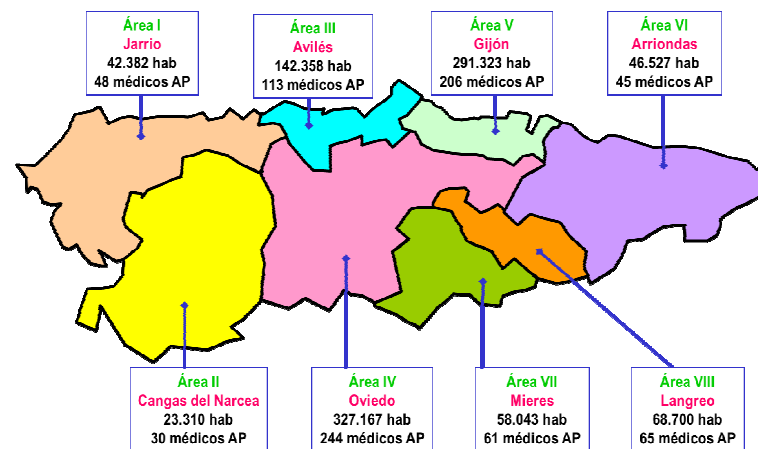 Área I
Jarrio
42.382 hab
48 médicos AP
Área III
Avilés
142.358 hab
113 médicos AP
Área V
Gijón
291.323 hab
206 médicos AP
Área VI
Arriondas
46.527 hab
45 médicos AP
Área II
Cangas del Narcea
23.310 hab
30 médicos AP
Área IV
Oviedo
327.167 hab
244 médicos AP
Área VII
Mieres
58.043 hab
61 médicos AP
Área VIII
Langreo
68.700 hab
65 médicos AP